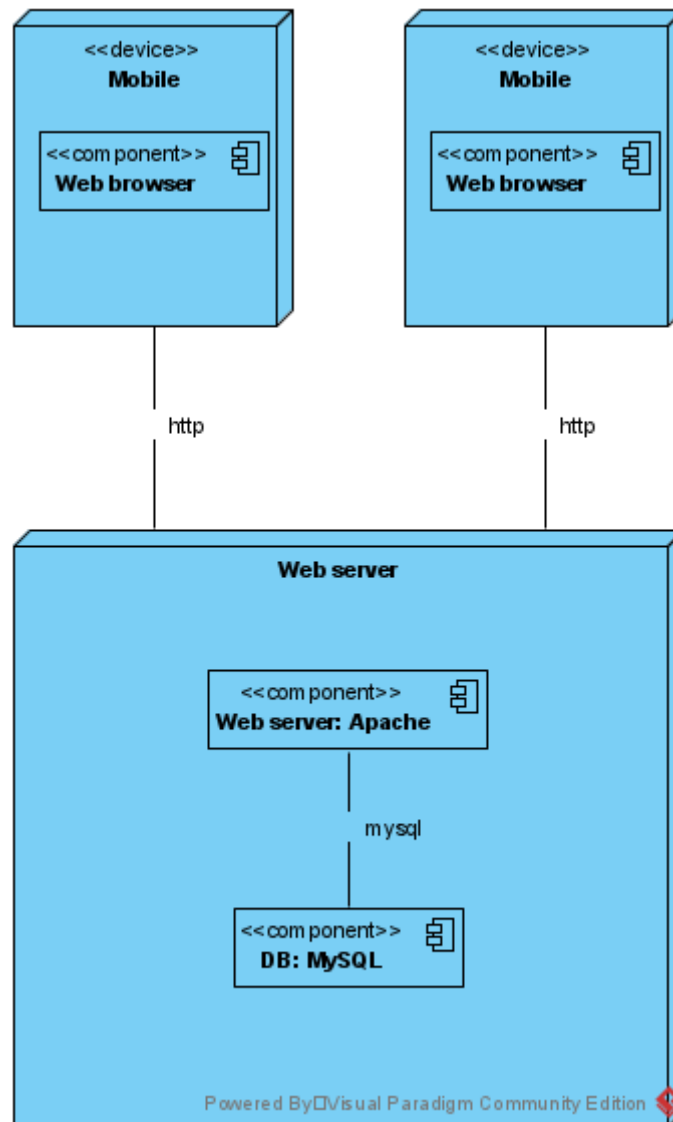 <<device>>
Mobile
<<component>>
Web browser
<<device>>
Mobile
<<component>>
Web browser
http
http
Web server
<<component>>
Web server: Apache
mysql
<<component>>
DB: MySQL
Powered By□Visual Paradigm Community Edition